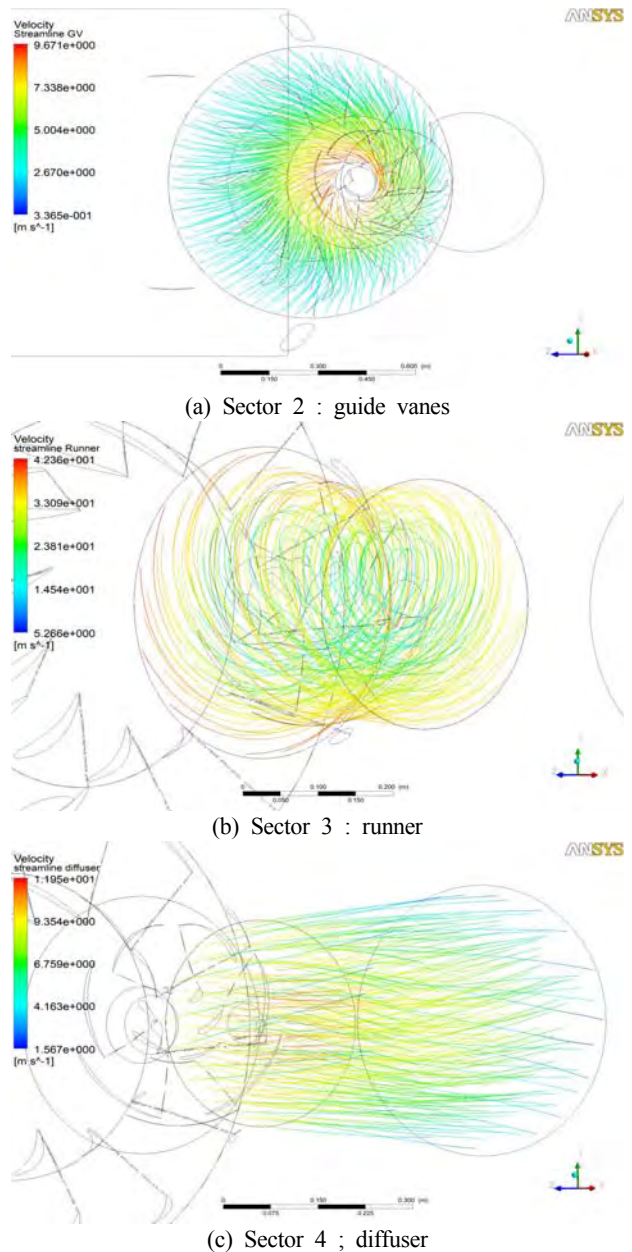 Velocity
Streamline GV
9.671e+000
7.338e+000
5.004e+000
2.670e+000
3.365e-001
[m s^-1]
ANSYS
Y
Z
X
0
0.300
0.600 (m)
0.150
0.450
(a) Sector 2 : guide vanes
Velocity
streamline Runner
4.236e+001
3.309e+001
2.381e+001
1.454e+001
5.266e+000
[m s^-1]
ANSYS
Y
Z
X
0
0.100
0.200 (m)
0.050
0.150
(b) Sector 3 : runner
Velocity
streamline diffuser
1.195e+001
9.354e+000
6.759e+000
4.163e+000
1.567e+000
[m s^-1]
ANSYS
Y
Z
X
0
0.150
0.300 (m)
0.075
0.225
(c) Sector 4 ; diffuser